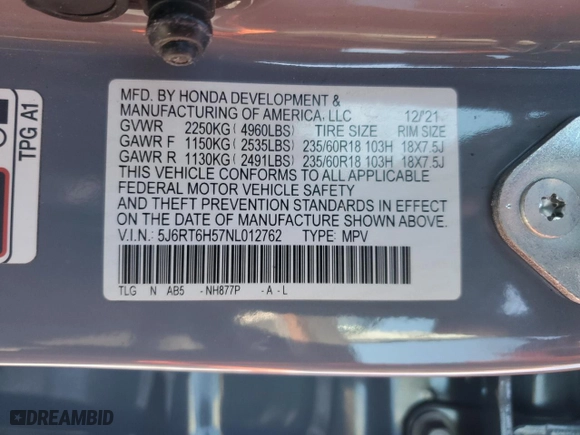 MFD. BY HONDA DEVELOPMENT &
MANUFACTURING OF AMERICA, LLC 12/21
GVWR 2250KG( 4960LBS) TIRE SIZE RIM SIZE
GAWR F 1150KG( 2535LBS) 235/60R18 103H 18X7.5J
GAWR R 1130KG( 2491LBS) 235/60R18 103H 18X7.5J
THIS VEHICLE CONFORMS TO ALL APPLICABLE
FEDERAL MOTOR VEHICLE SAFETY
AND THEFT PREVENTION STANDARDS IN EFFECT
ON THE DATE OF MANUFACTURE SHOWN ABOVE.
V.I.N.: 5J6RT6H57NL012762 TYPE: MPV
TLG N AB5 -NH877P -A-L
TPG A1
DREAMBID